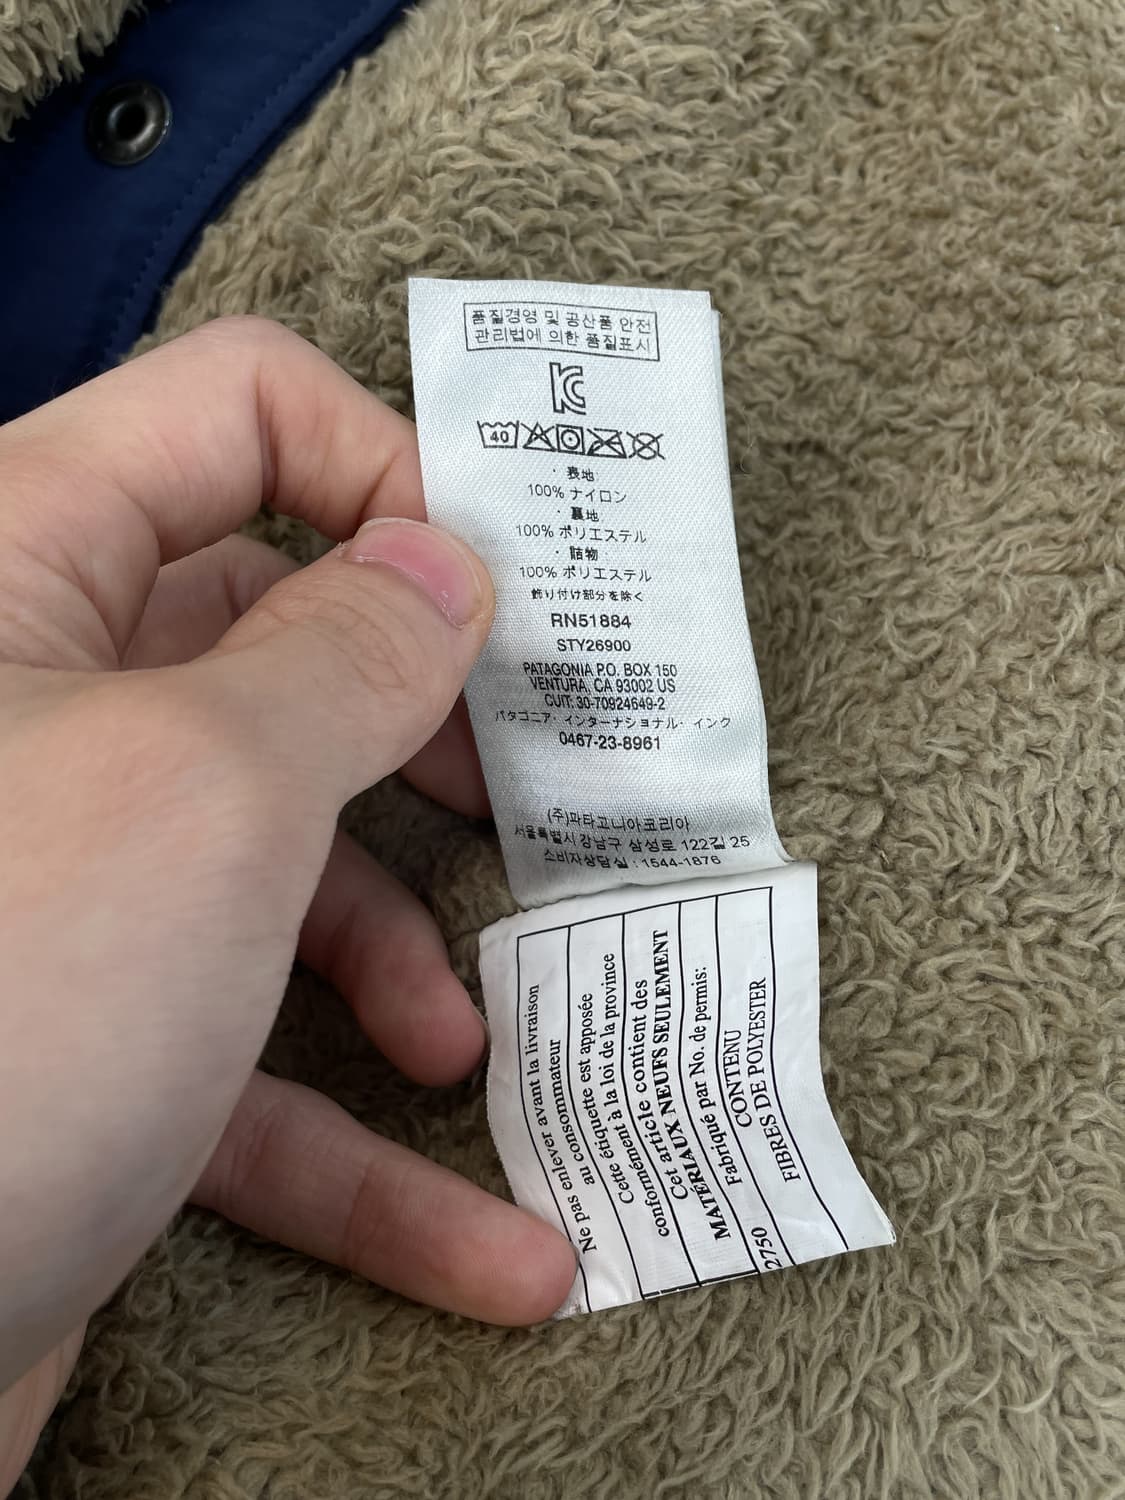 품질경영 및 공산품 안전
관리법에 의한 품질표시
40
· 表地
100% ナイロン
· 裏地
100% ポリエステル
· 詰物
100% ポリエステル
飾り付け部分を除く
RN51884
STY26900
PATAGONIA P.O. BOX 150
VENTURA, CA 93002 US
CUIT: 30-70924649-2
パタゴニア・インターナショナル・インク
0467-23-8961
(주)파타고니아코리아
서울특별시 강남구 삼성로 122길 25
소비자상담실 : 1544-1876
Ne pas enlever avant la livraison
au consommateur
Cette étiquette est apposée
conformément à la loi de la province
Cet article contient des
MATÉRIAUX NEUFS SEULEMENT
Fabriqué par No. de permis:
2750
CONTENU
FIBRES DE POLYESTER